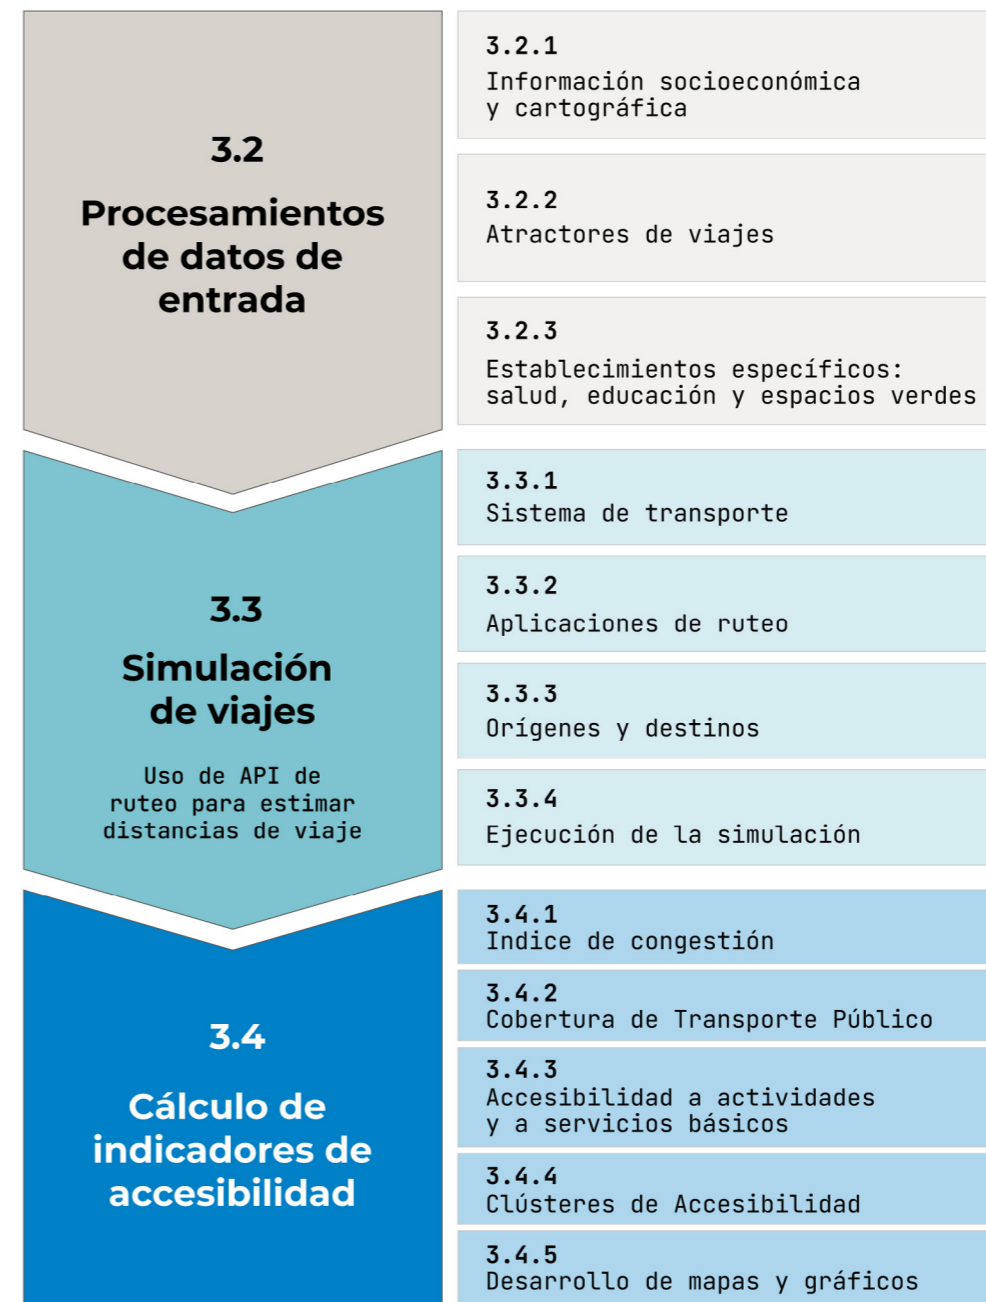 3.2
Procesamientos
de datos de
entrada
3.2.1
Información socioeconómica
y cartográfica
3.2.2
Atractores de viajes
3.2.3
Establecimientos específicos:
salud, educación y espacios verdes
3.3
Simulación
de viajes
Uso de API de
ruteo para estimar
distancias de viaje
3.3.1
Sistema de transporte
3.3.2
Aplicaciones de ruteo
3.3.3
Orígenes y destinos
3.3.4
Ejecución de la simulación
3.4
Cálculo de
indicadores de
accesibilidad
3.4.1
Indice de congestión
3.4.2
Cobertura de Transporte Público
3.4.3
Accesibilidad a actividades
y a servicios básicos
3.4.4
Clústeres de Accesibilidad
3.4.5
Desarrollo de mapas y gráficos